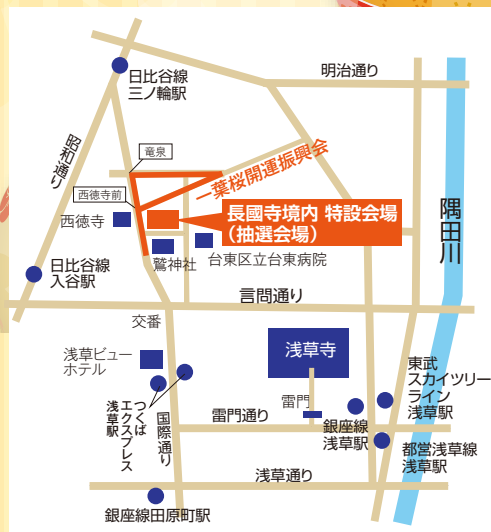 日比谷線
三ノ輪駅
明治通り
昭和通り
竜泉
一葉桜開運振興会
西徳寺前
西徳寺
長國寺境内 特設会場
(抽選会場)
隅田川
鷲神社
台東区立台東病院
日比谷線
入谷駅
言問通り
交番
浅草ビュー
ホテル
浅草寺
つくば
エクスプレス
浅草駅
国際通り
雷門
雷門通り
銀座線
浅草駅
東武
スカイツリー
ライン
浅草駅
都営浅草線
浅草駅
浅草通り
銀座線田原町駅